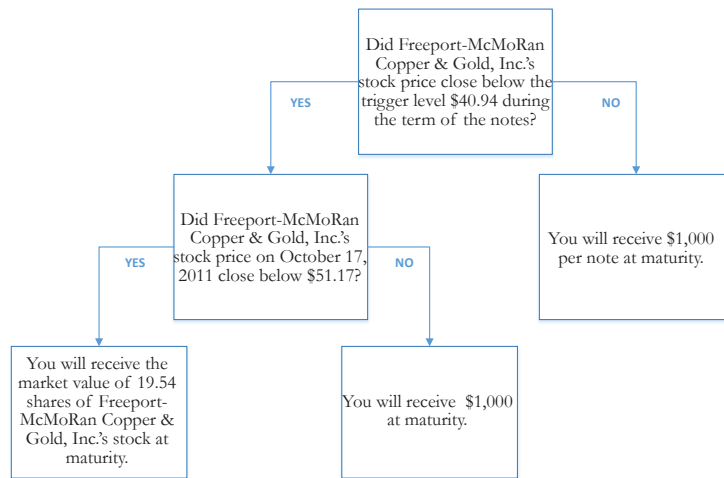 Did Freeport-McMoRan
Copper & Gold, Inc.'s
stock price close below the
trigger level $40.94 during
the term of the notes?
YES
NO
Did Freeport-McMoRan
Copper & Gold, Inc.'s
stock price on October 17,
2011 close below $51.17?
You will receive $1,000
per note at maturity.
YES
NO
You will receive the
market value of 19.54
shares of Freeport-
McMoRan Copper &
Gold, Inc.'s stock at
maturity.
You will receive $1,000
at maturity.